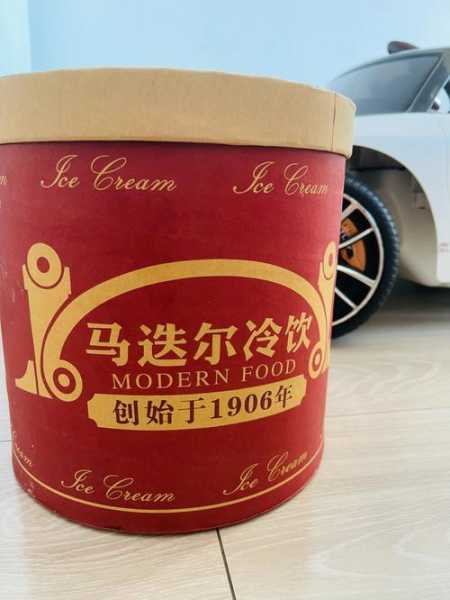 Ice Cream
Ice Cream
马迭尔冷饮
MODERN FOOD
创始于1906年
Ice Cream
Ice Cream